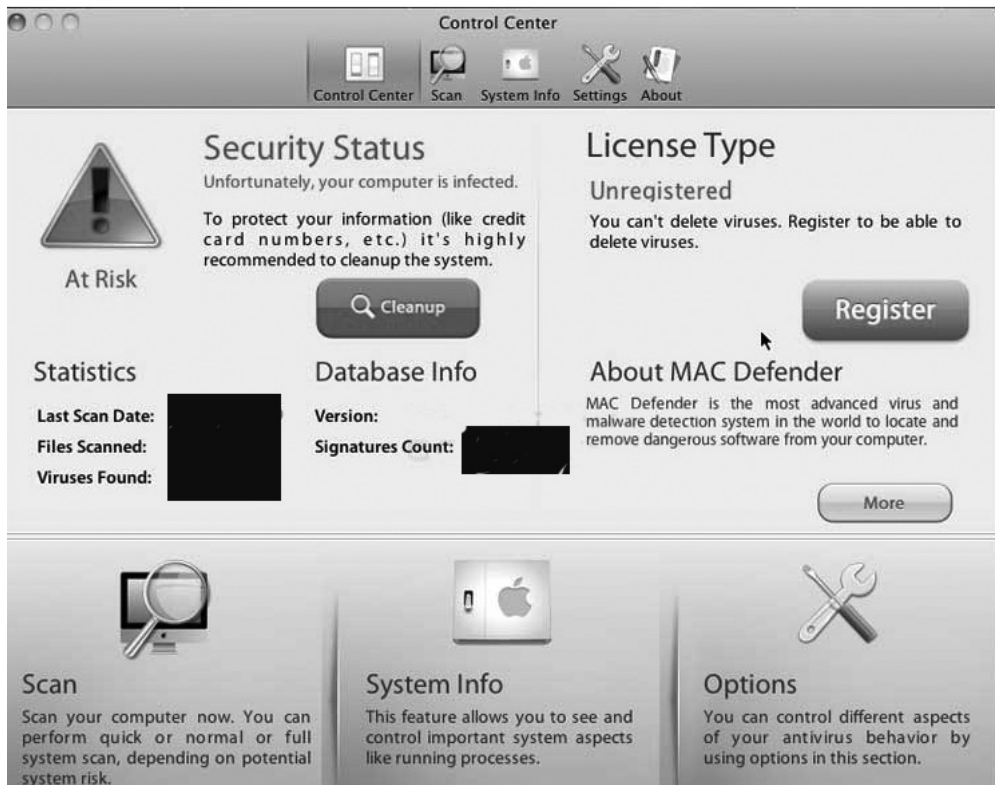 Control Center
Control Center Scan System Info Settings About
Security Status
Unfortunately, your computer is infected.
To protect your information (like credit
card numbers, etc.) it's highly
recommended to cleanup the system.
At Risk
Cleanup
License Type
Unregistered
You can't delete viruses. Register to be able to
delete viruses.
Register
Statistics
Last Scan Date:
Files Scanned:
Viruses Found:
Database Info
Version:
Signatures Count:
About MAC Defender
MAC Defender is the most advanced virus and
malware detection system in the world to locate and
remove dangerous software from your computer.
More
Scan
Scan your computer now. You can
perform quick or normal or full
system scan, depending on potential
system risk.
System Info
This feature allows you to see and
control important system aspects
like running processes.
Options
You can control different aspects
of your antivirus behavior by
using options in this section.